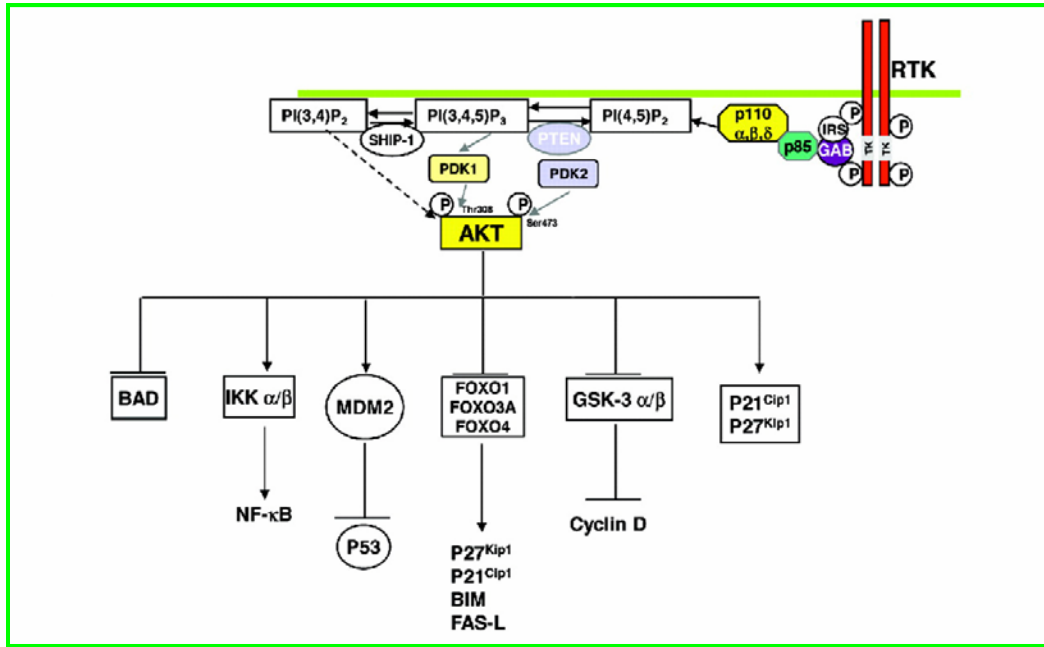 RTK
PI(3,4)P₂
PI(3,4,5)P₃
PI(4,5)P₂
p110
α,β,δ
P
IRS
P
SHIP-1
PTEN
p85
GAB
TK
TK
PDK1
PDK2
P
P
P
Thr308
P
Ser473
AKT
BAD
IKK α/β
MDM2
FOXO1
FOXO3A
FOXO4
GSK-3 α/β
P21ᶜⁱᵖ¹
P27ᴷⁱᵖ¹
NF-κB
P53
Cyclin D
P27ᴷⁱᵖ¹
P21ᶜⁱᵖ¹
BIM
FAS-L